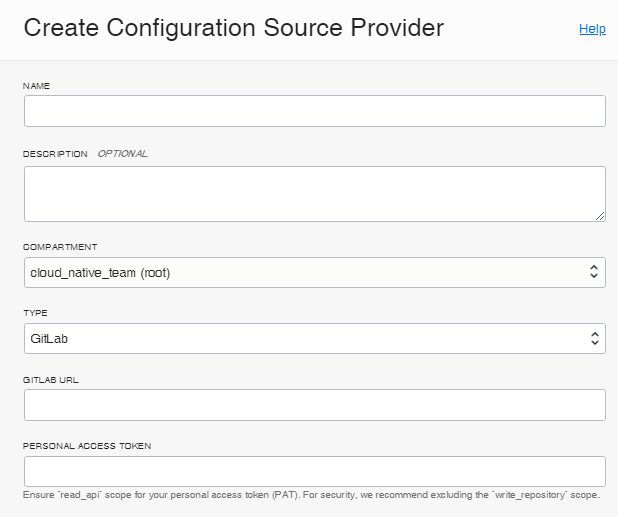 Create Configuration Source Provider
Help
NAME
DESCRIPTION OPTIONAL
COMPARTMENT
cloud_native_team (root)
TYPE
GitLab
GITLAB URL
PERSONAL ACCESS TOKEN
Ensure `read_api` scope for your personal access token (PAT). For security, we recommend excluding the `write_repository` scope.